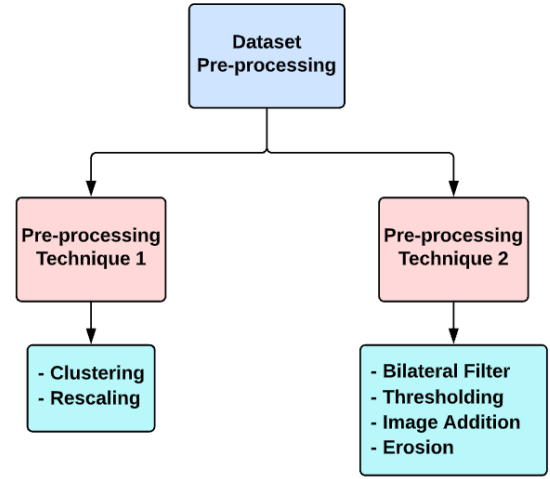 Dataset
Pre-processing
Pre-processing
Technique 1
Pre-processing
Technique 2
- Clustering
- Rescaling
- Bilateral Filter
- Thresholding
- Image Addition
- Erosion